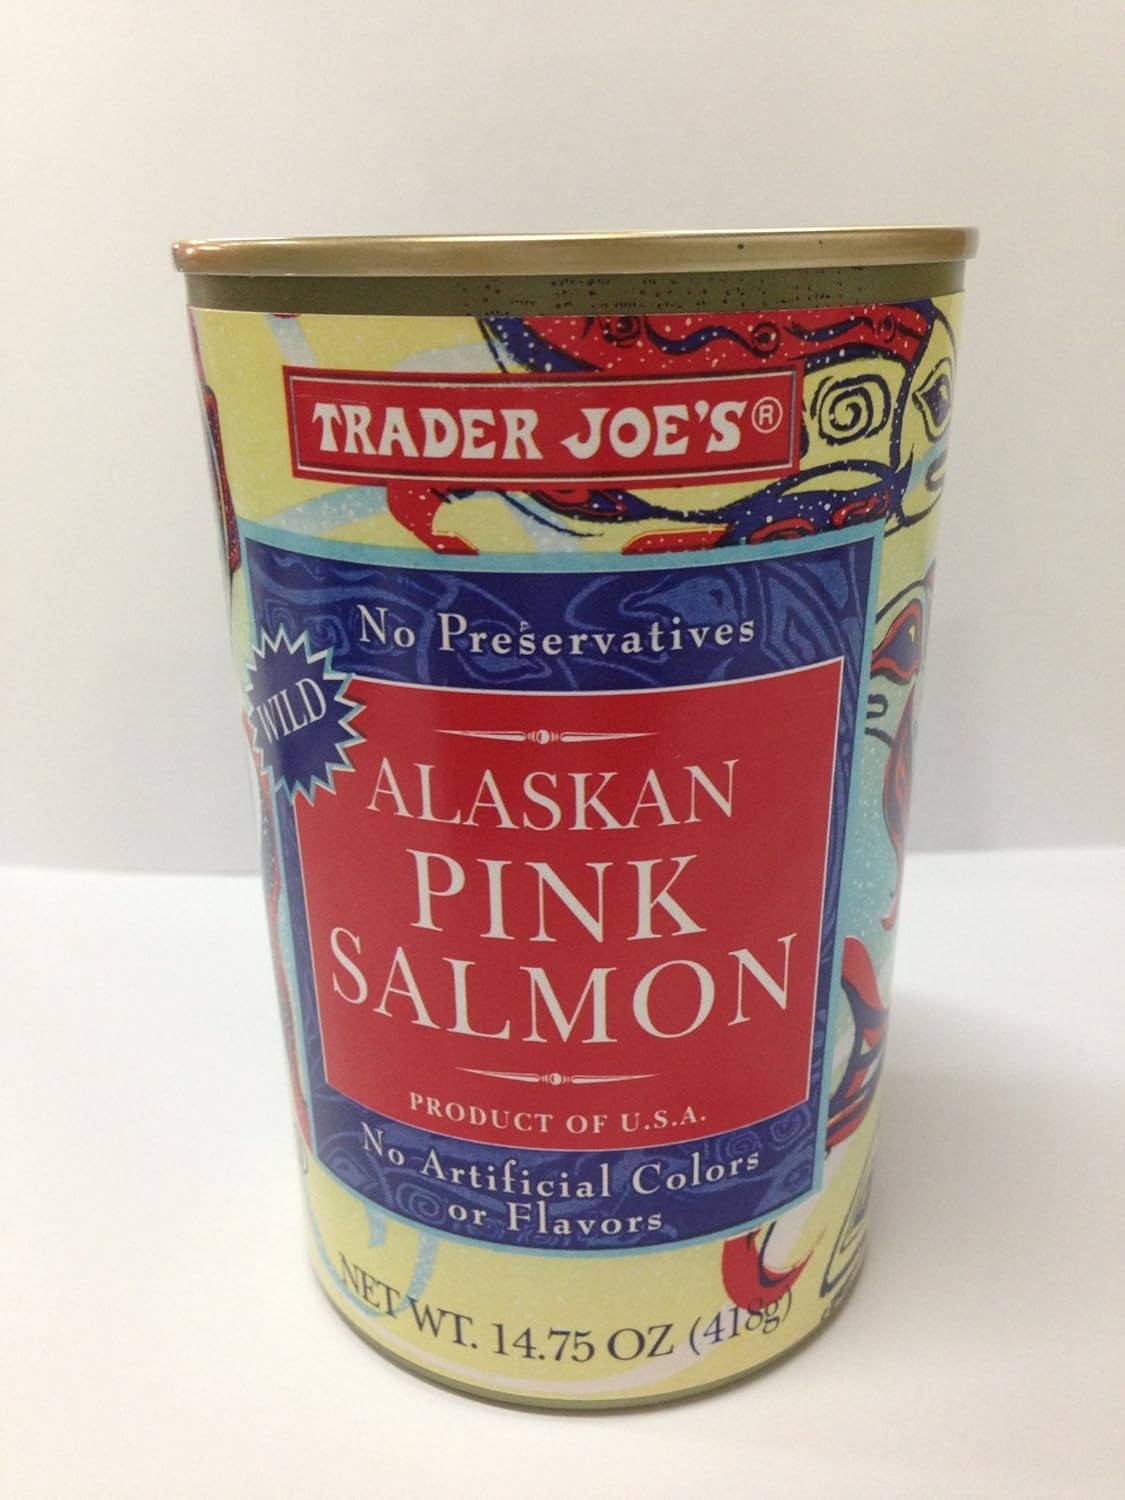 TRADER JOE'S®
No Preservatives
WILD
ALASKAN
PINK
SALMON
PRODUCT OF U.S.A.
No Artificial Colors
or Flavors
NET WT. 14.75 OZ (418g)